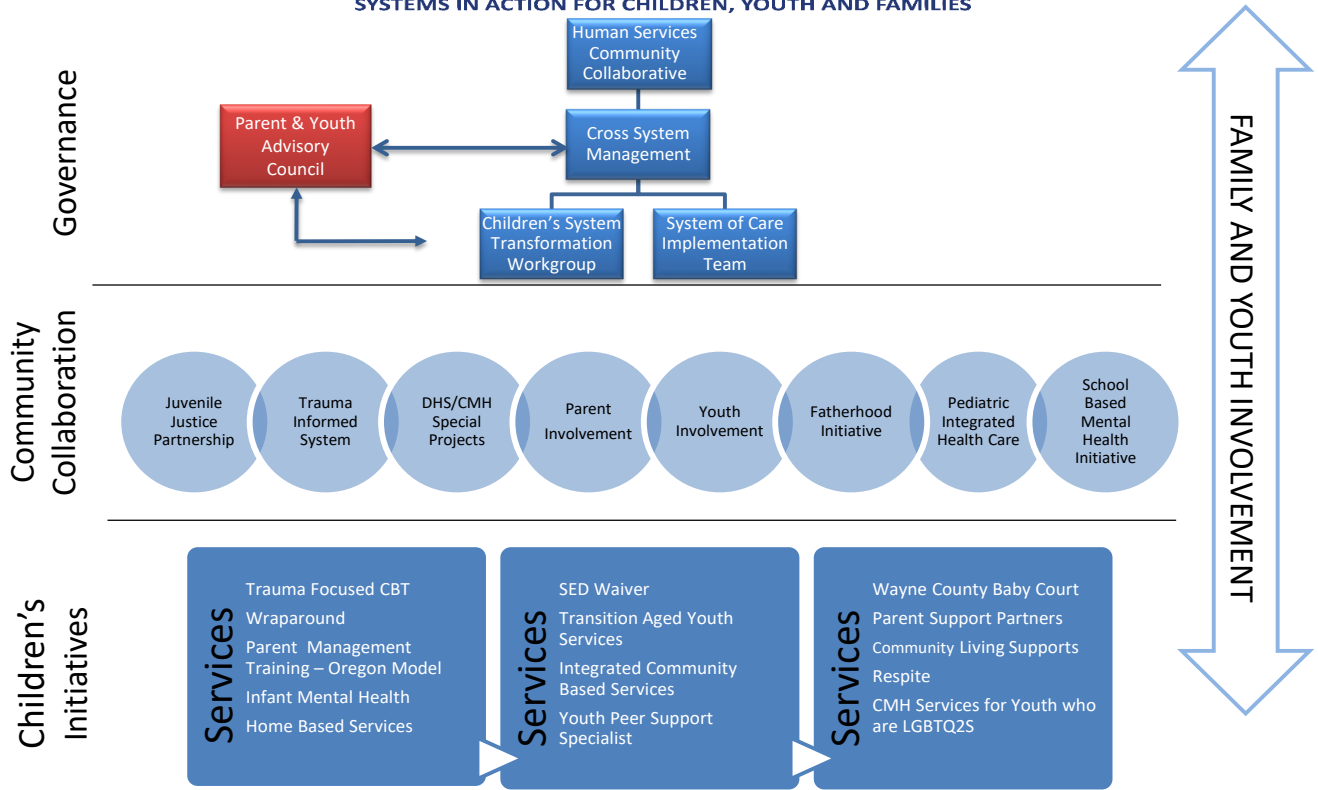 SYSTEMS IN ACTION FOR CHILDREN, YOUTH AND FAMILIES
Governance
Human Services
Community
Collaborative
Parent & Youth
Advisory
Council
Cross System
Management
Children's System
Transformation
Workgroup
System of Care
Implementation
Team
FAMILY AND YOUTH INVOLVEMENT
Community
Collaboration
Juvenile
Justice
Partnership
Trauma
Informed
System
DHS/CMH
Special
Projects
Parent
Involvement
Youth
Involvement
Fatherhood
Initiative
Pediatric
Integrated
Health Care
School
Based
Mental
Health
Initiative
Children's
Initiatives
Services
Trauma Focused CBT
Wraparound
Parent Management
Training – Oregon Model
Infant Mental Health
Home Based Services
Services
SED Waiver
Transition Aged Youth
Services
Integrated Community
Based Services
Youth Peer Support
Specialist
Services
Wayne County Baby Court
Parent Support Partners
Community Living Supports
Respite
CMH Services for Youth who
are LGBTQ2S